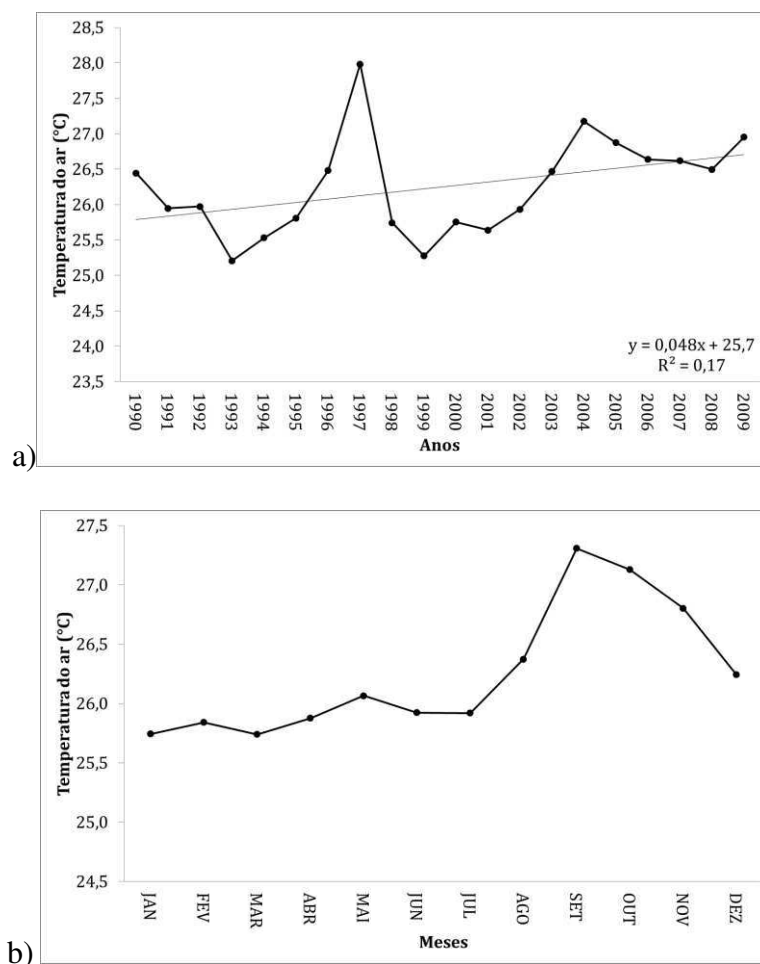 Temperatura do ar (°C)
28,5
28,0
27,5
27,0
26,5
26,0
25,5
25,0
24,5
24,0
23,5
y = 0,048x + 25,7
R² = 0,17
1990
1991
1992
1993
1994
1995
1996
1997
1998
1999
2000
2001
2002
2003
2004
2005
2006
2007
2008
2009
Anos
a)
Temperatura do ar (°C)
27,5
27,0
26,5
26,0
25,5
25,0
24,5
JAN
FEV
MAR
ABR
MAI
JUN
JUL
AGO
SET
OUT
NOV
DEZ
Meses
b)